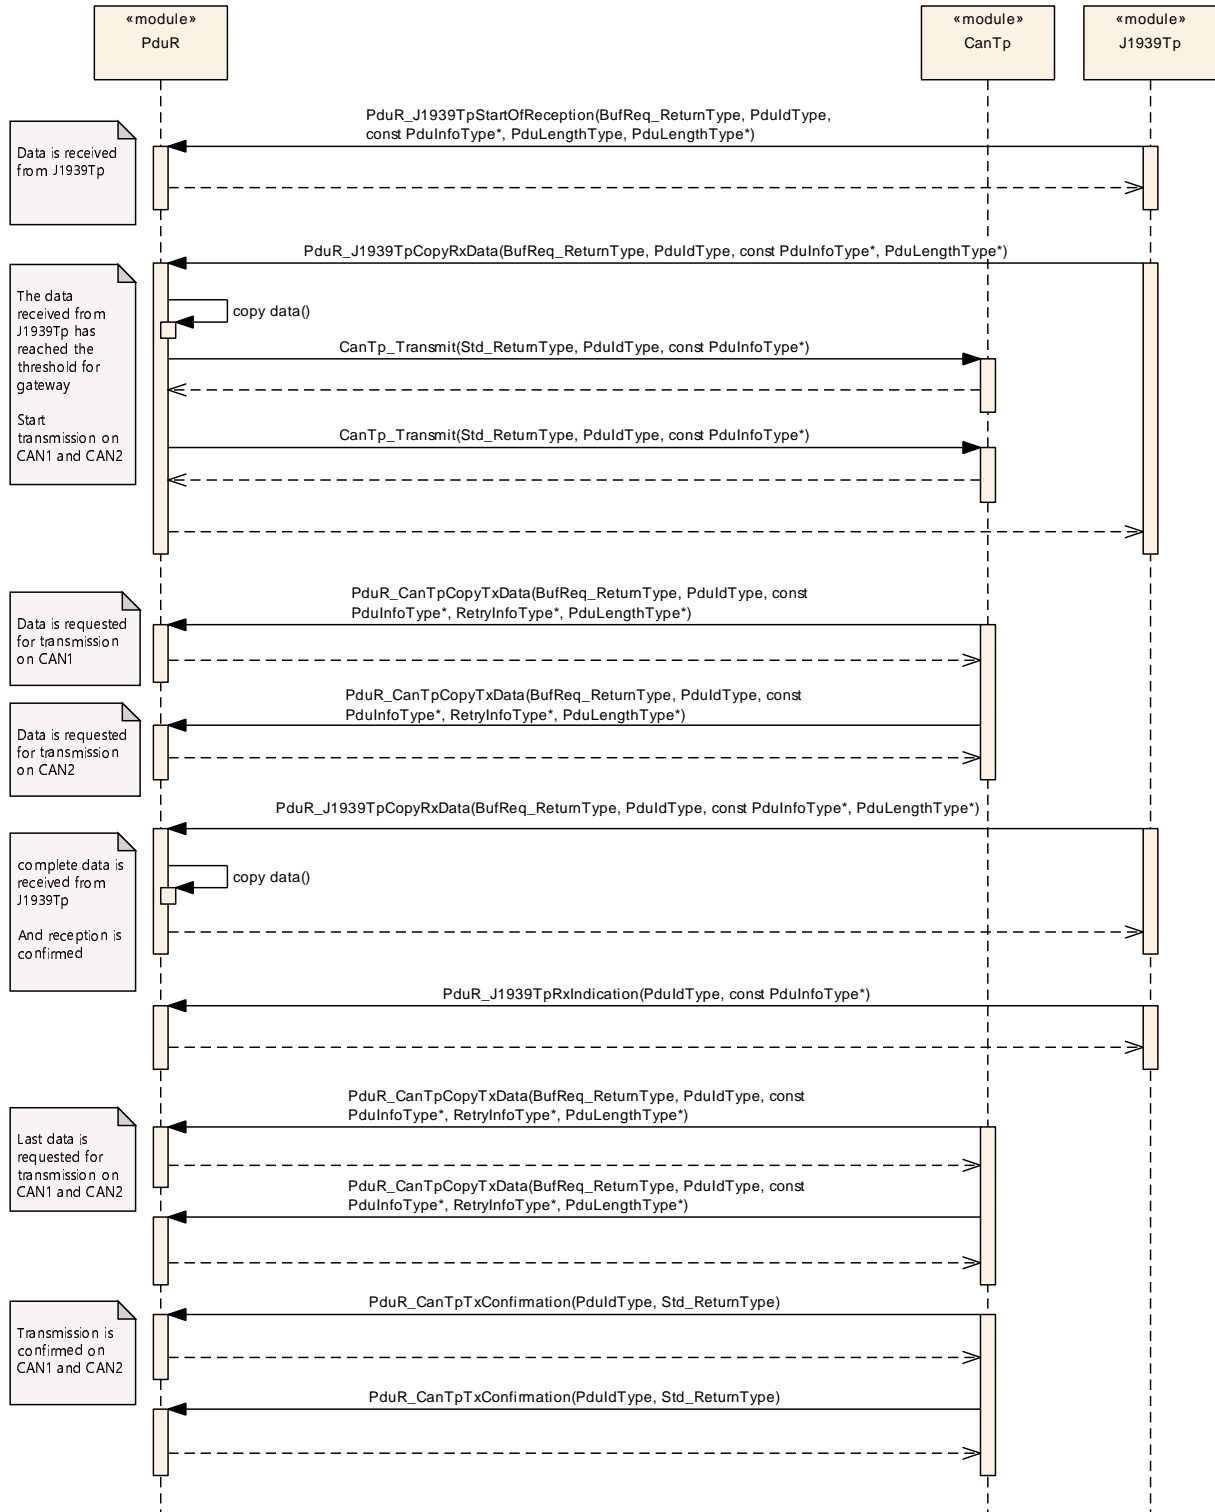 «module»
PduR
«module»
CanTp
«module»
J1939Tp
PduR_J1939TpStartOfReception(BufReq_ReturnType, PduIdType,
const PduInfoType*, PduLengthType, PduLengthType*)
Data is received
from J1939Tp
PduR_J1939TpCopyRxData(BufReq_ReturnType, PduIdType, const PduInfoType*, PduLengthType*)
The data
received from
J1939Tp has
reached the
threshold for
gateway
Start
transmission on
CAN1 and CAN2
copy data()
CanTp_Transmit(Std_ReturnType, PduIdType, const PduInfoType*)
CanTp_Transmit(Std_ReturnType, PduIdType, const PduInfoType*)
PduR_CanTpCopyTxData(BufReq_ReturnType, PduIdType, const
PduInfoType*, RetryInfoType*, PduLengthType*)
Data is requested
for transmission
on CAN1
PduR_CanTpCopyTxData(BufReq_ReturnType, PduIdType, const
PduInfoType*, RetryInfoType*, PduLengthType*)
Data is requested
for transmission
on CAN2
PduR_J1939TpCopyRxData(BufReq_ReturnType, PduIdType, const PduInfoType*, PduLengthType*)
complete data is
received from
J1939Tp
And reception is
confirmed
copy data()
PduR_J1939TpRxIndication(PduIdType, const PduInfoType*)
PduR_CanTpCopyTxData(BufReq_ReturnType, PduIdType, const
PduInfoType*, RetryInfoType*, PduLengthType*)
Last data is
requested for
transmission on
CAN1 and CAN2
PduR_CanTpCopyTxData(BufReq_ReturnType, PduIdType, const
PduInfoType*, RetryInfoType*, PduLengthType*)
PduR_CanTpTxConfirmation(PduIdType, Std_ReturnType)
Transmission is
confirmed on
CAN1 and CAN2
PduR_CanTpTxConfirmation(PduIdType, Std_ReturnType)